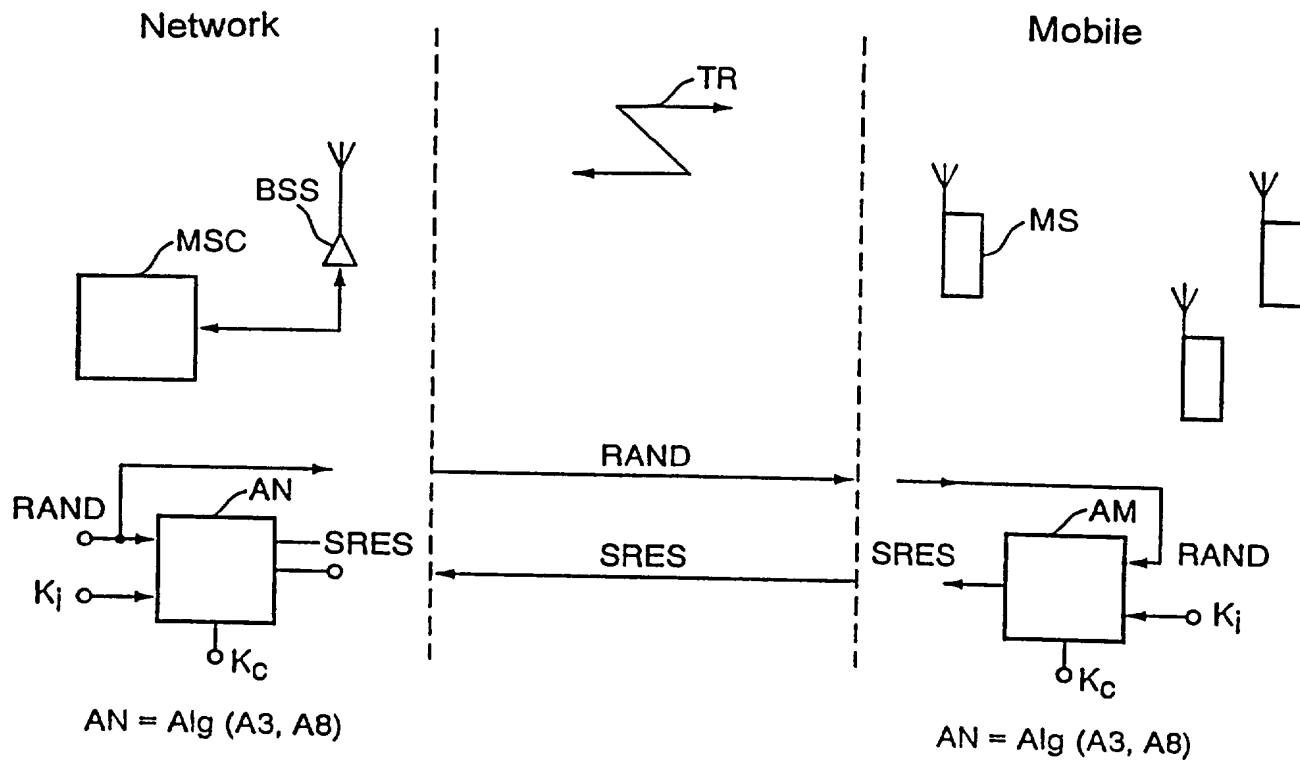 Network
Mobile
TR
BSS
MSC
MS
RAND
AN
RAND
AM
SRES
SRES
SRES
RAND
Ki
Ki
Kc
Kc
AN = Alg (A3, A8)
AN = Alg (A3, A8)